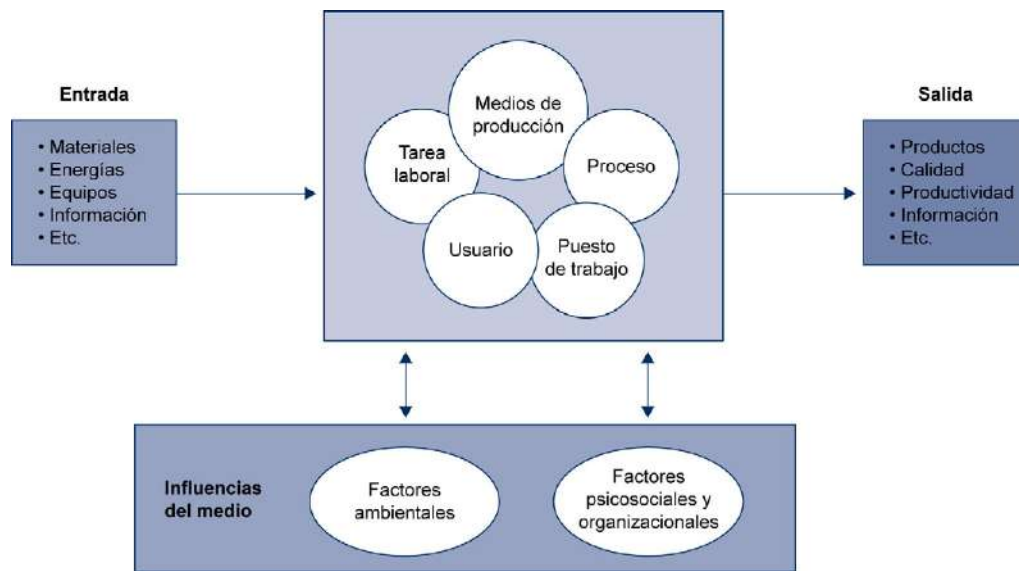 Entrada
• Materiales
• Energías
• Equipos
• Información
• Etc.
Medios de
producción
Tarea
laboral
Proceso
Usuario
Puesto
de trabajo
Salida
• Productos
• Calidad
• Productividad
• Información
• Etc.
Influencias
del medio
Factores
ambientales
Factores
psicosociales y
organizacionales